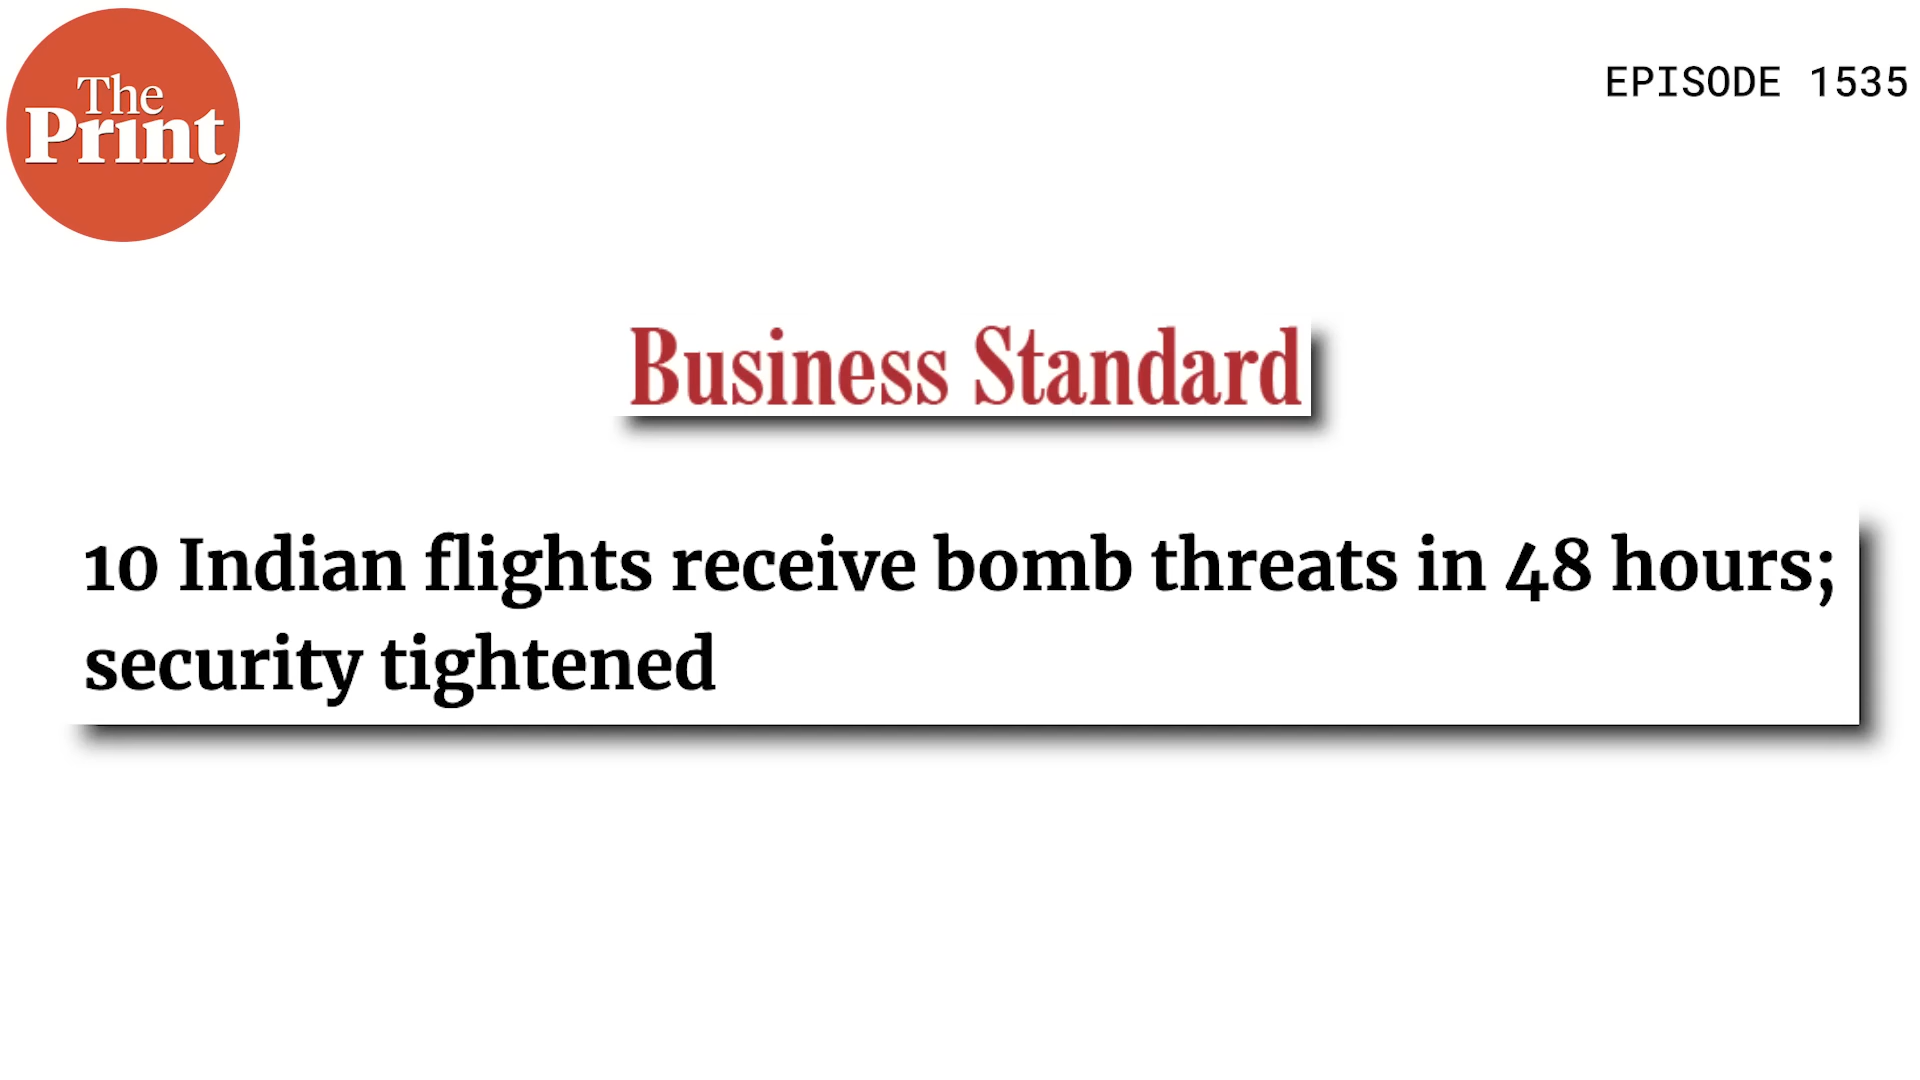 The
Print
EPISODE 1535
Business Standard
10 Indian flights receive bomb threats in 48 hours;
security tightened